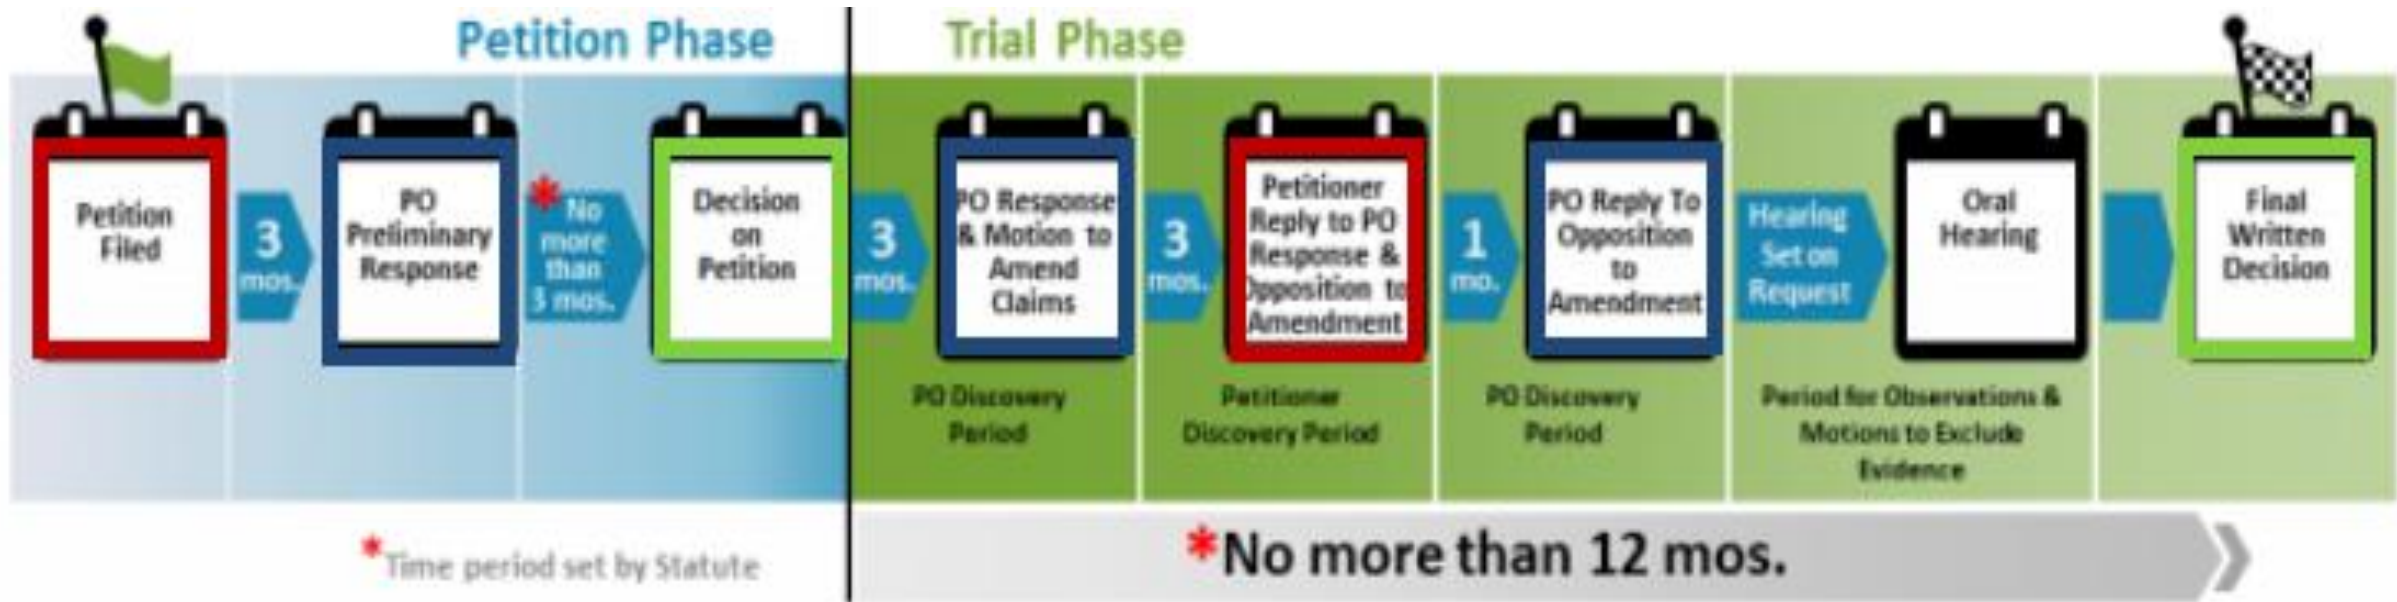 Petition Phase
Trial Phase
Petition
Filed
3
mos.
PO
Preliminary
Response
*No
more
than
3 mos.
Decision
on
Petition
3
mos.
PO Response
& Motion to
Amend
Claims
3
mos.
Petitioner
Reply to PO
Response &
Opposition to
Amendment
1
mo.
PO Reply To
Opposition
to
Amendment
Hearing
Set on
Request
Oral
Hearing
Final
Written
Decision
PO Discovery
Period
Petitioner
Discovery Period
PO Discovery
Period
Period for Observations &
Motions to Exclude
Evidence
*Time period set by Statute
*No more than 12 mos.